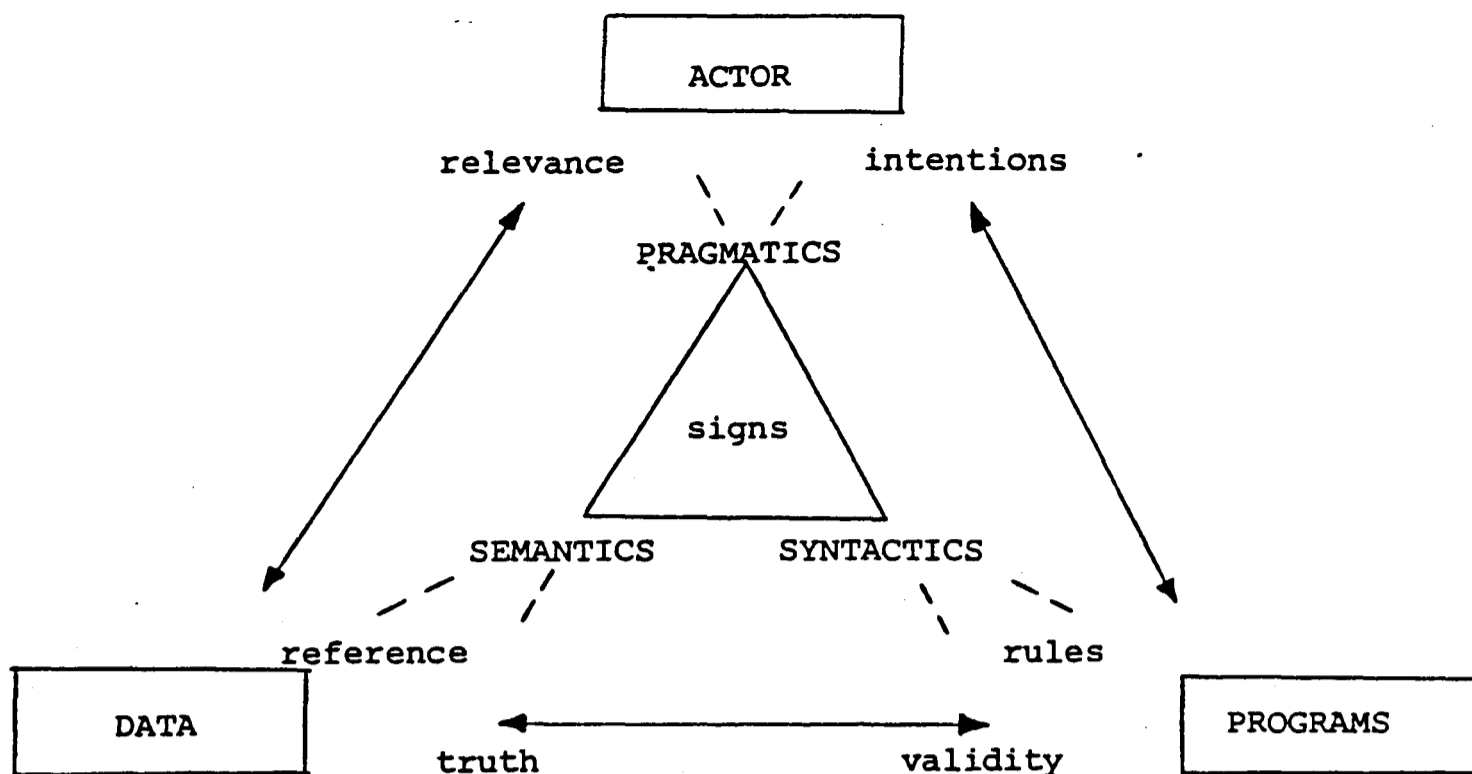 ACTOR
relevance intentions
PRAGMATICS
signs
SEMANTICS SYNTACTICS
reference rules
DATA PROGRAMS
truth validity